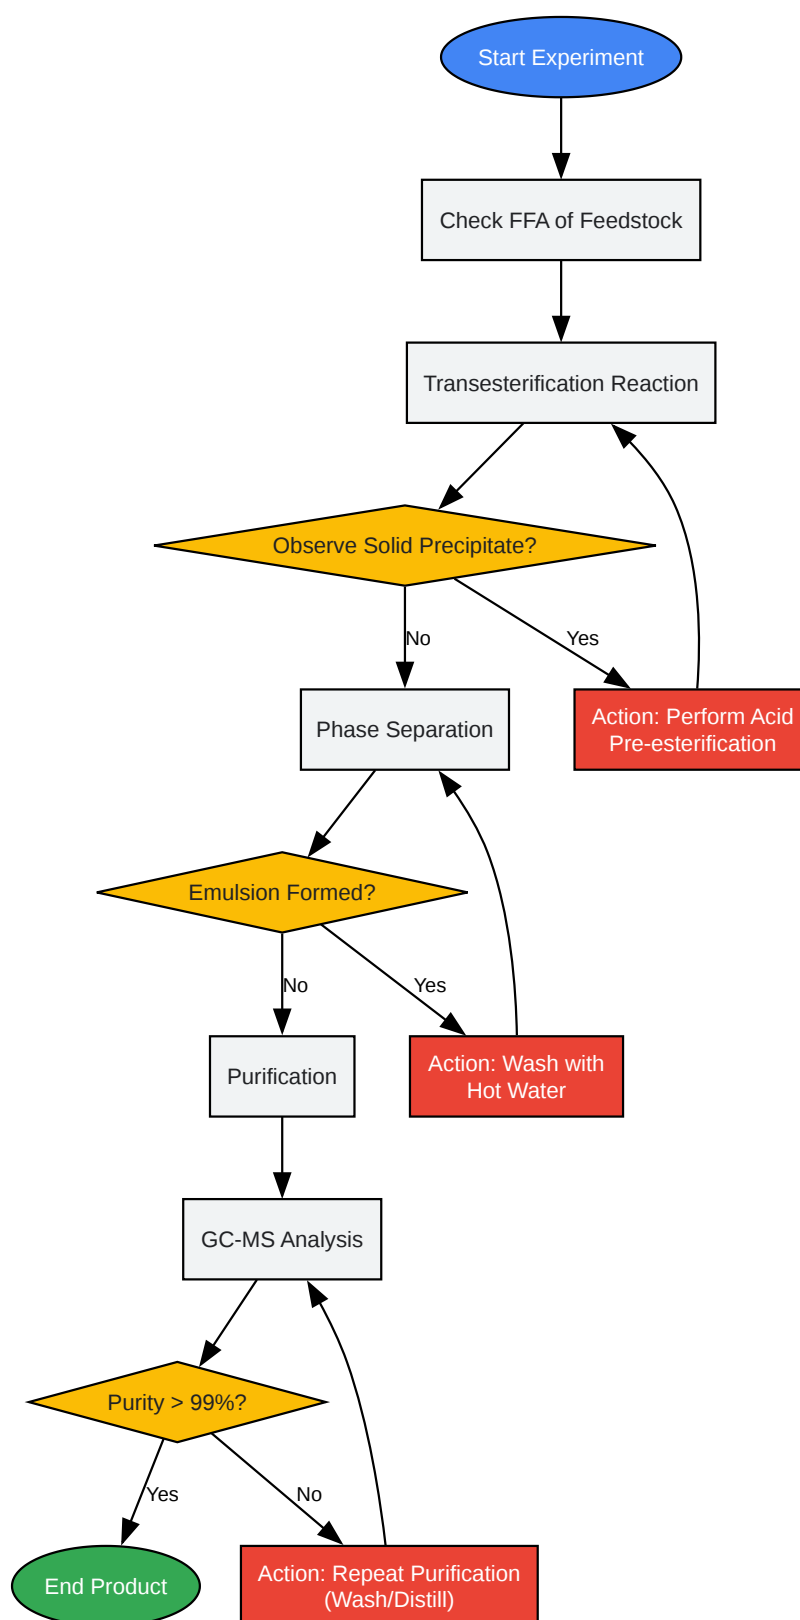 Start Experiment
Check FFA of Feedstock
Transesterification Reaction
Observe Solid Precipitate?
No
Yes
Phase Separation
Action: Perform Acid
Pre-esterification
Emulsion Formed?
No
Yes
Purification
Action: Wash with
Hot Water
GC-MS Analysis
Purity > 99%?
Yes
No
End Product
Action: Repeat Purification
(Wash/Distill)